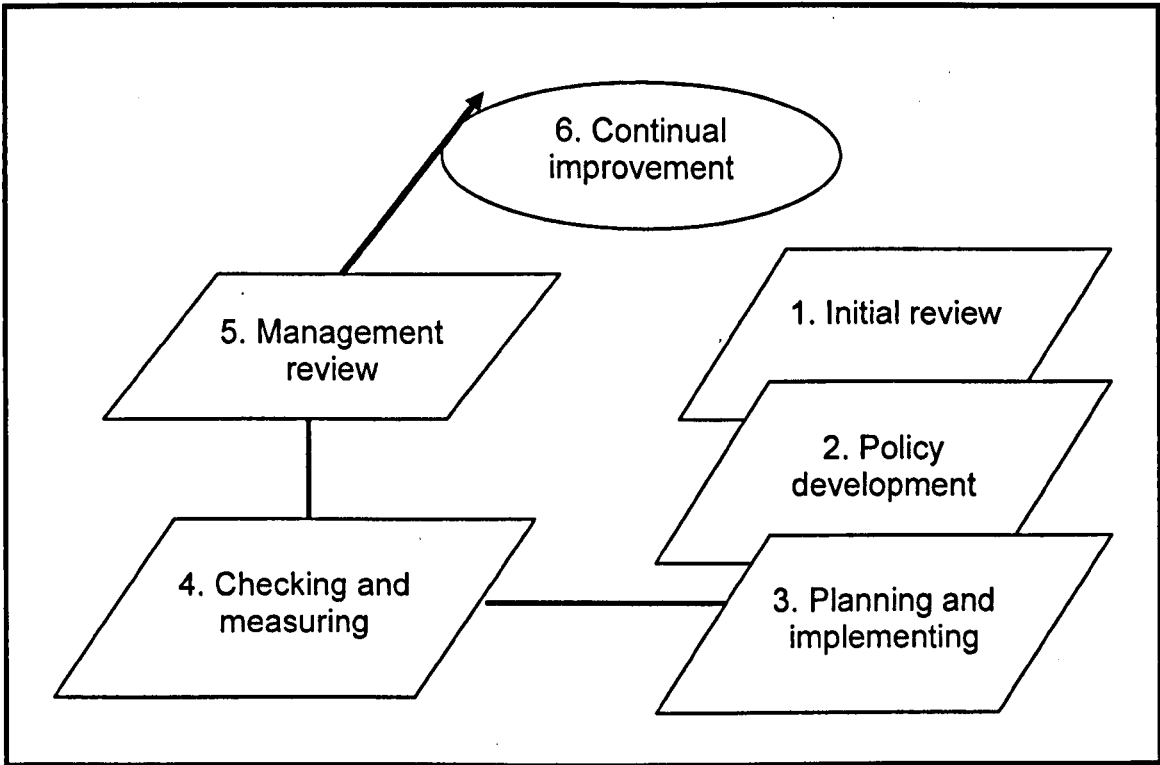 6. Continual
improvement
1. Initial review
5. Management
review
2. Policy
development
4. Checking and
measuring
3. Planning and
implementing